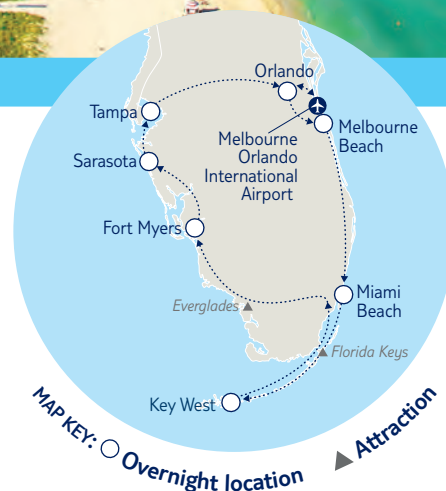 Orlando
Tampa
Melbourne
Orlando
International
Airport
Melbourne
Beach
Sarasota
Fort Myers
Everglades
Miami
Beach
Florida Keys
Key West
MAP KEY: Overnight location Attraction